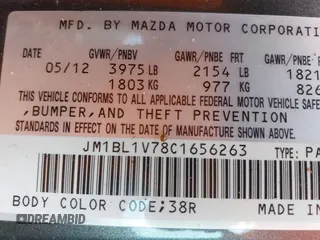 MFD. BY MAZDA MOTOR CORPORATI
DATE GVWR/PNBV GAWR/PNBE FRT GAWR/PNBE
05/12 3975 LB 2154 LB 1821
1803 KG 977 KG 826
THIS VEHICLE CONFORMS TO ALL APPLICABLE FEDERAL MOTOR VEHICLE
,BUMPER,AND THEFT PREVENTION
STANDARDS IN EFFECT ON THE DATE OF MANUFACTURE SHOWN
JM1BL1V78C1656263 TYPE:PA
BODY COLOR CODE;38R MADE IN
DREAMBID